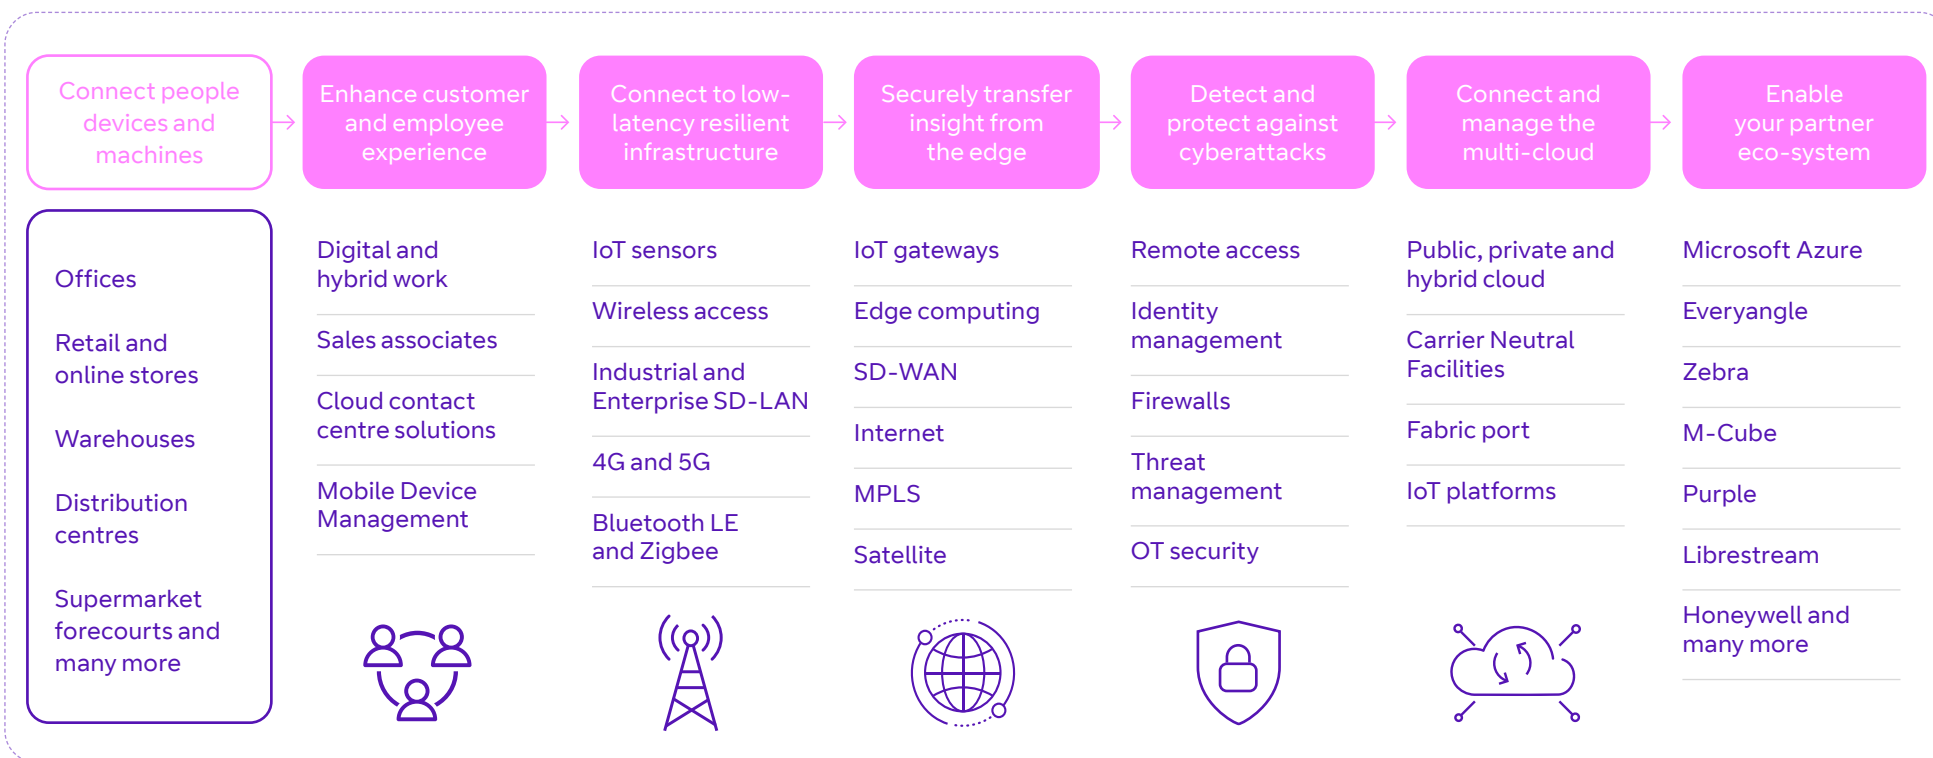 Connect people
devices and
machines
Enhance customer
and employee
experience
Connect to low-
latency resilient
infrastructure
Securely transfer
insight from
the edge
Detect and
protect against
cyberattacks
Connect and
manage the
multi-cloud
Enable
your partner
eco-system
Offices
Retail and
online stores
Warehouses
Distribution
centres
Supermarket
forecourts and
many more
Digital and
hybrid work
Sales associates
Cloud contact
centre solutions
Mobile Device
Management
IoT sensors
Wireless access
Industrial and
Enterprise SD-LAN
4G and 5G
Bluetooth LE
and Zigbee
IoT gateways
Edge computing
SD-WAN
Internet
MPLS
Satellite
Remote access
Identity
management
Firewalls
Threat
management
OT security
Public, private and
hybrid cloud
Carrier Neutral
Facilities
Fabric port
IoT platforms
Microsoft Azure
Everyangle
Zebra
M-Cube
Purple
Librestream
Honeywell and
many more